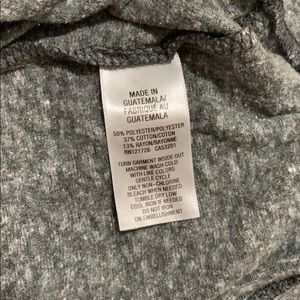 MADE IN
GUATEMALA/
FABRIQUÉ AU
GUATEMALA
50% POLYESTER/POLYESTER
37% COTTON/COTON
13% RAYON/RAYONNE
RN121726 CA53201
TURN GARMENT INSIDE OUT
MACHINE WASH COLD
WITH LIKE COLORS
GENTLE CYCLE
ONLY NON-CHLORINE
BLEACH WHEN NEEDED
TUMBLE DRY LOW
COOL IRON IF NEEDED
DO NOT IRON
ON EMBELLISHMENT